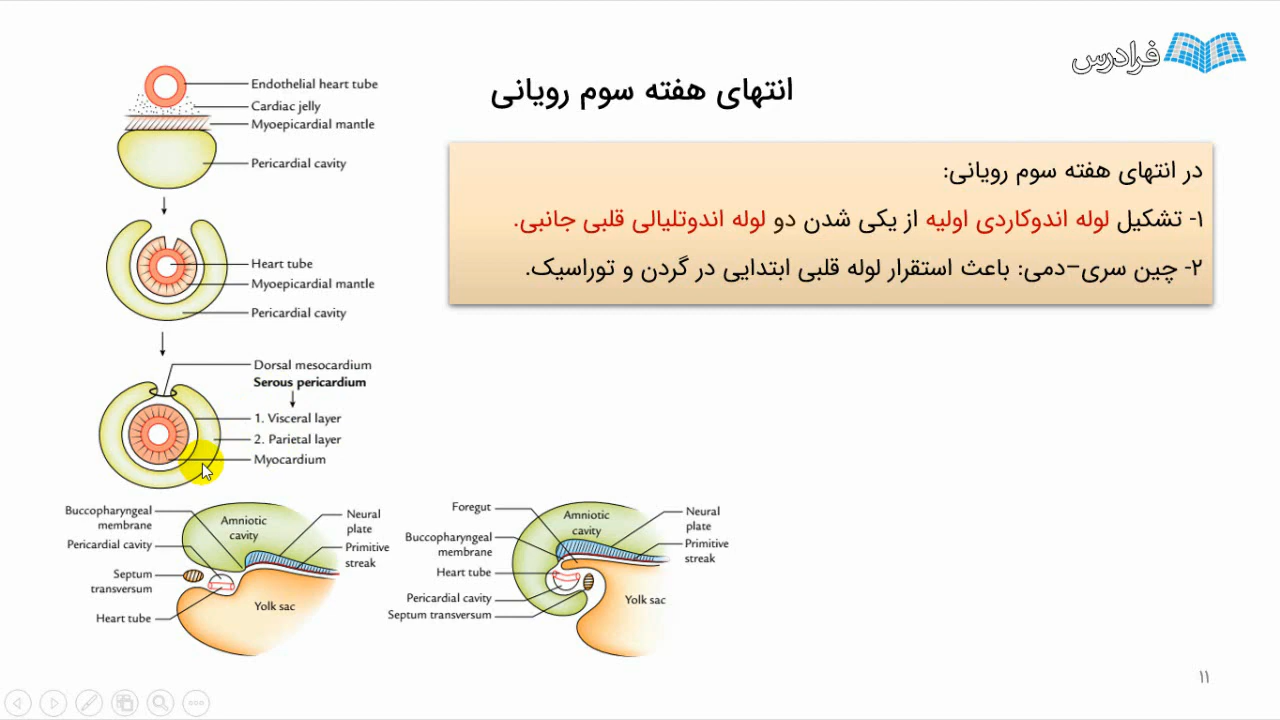 فرادرس
انتهای هفته سوم رویانی
در انتهای هفته سوم رویانی:
۱- تشکیل لوله اندوکاردی اولیه از یکی شدن دو لوله اندوتلیالی قلبی جانبی.
۲- چین سری–دمی: باعث استقرار لوله قلبی ابتدایی در گردن و توراسیک.
Endothelial heart tube
Cardiac jelly
Myoepicardial mantle
Pericardial cavity
Heart tube
Myoepicardial mantle
Pericardial cavity
Dorsal mesocardium
Serous pericardium
1. Visceral layer
2. Parietal layer
Myocardium
Buccopharyngeal
membrane
Pericardial cavity
Septum
transversum
Heart tube
Amniotic
cavity
Neural
plate
Primitive
streak
Yolk sac
Foregut
Buccopharyngeal
membrane
Heart tube
Pericardial cavity
Septum transversum
Amniotic
cavity
Neural
plate
Primitive
streak
Yolk sac
۱۱